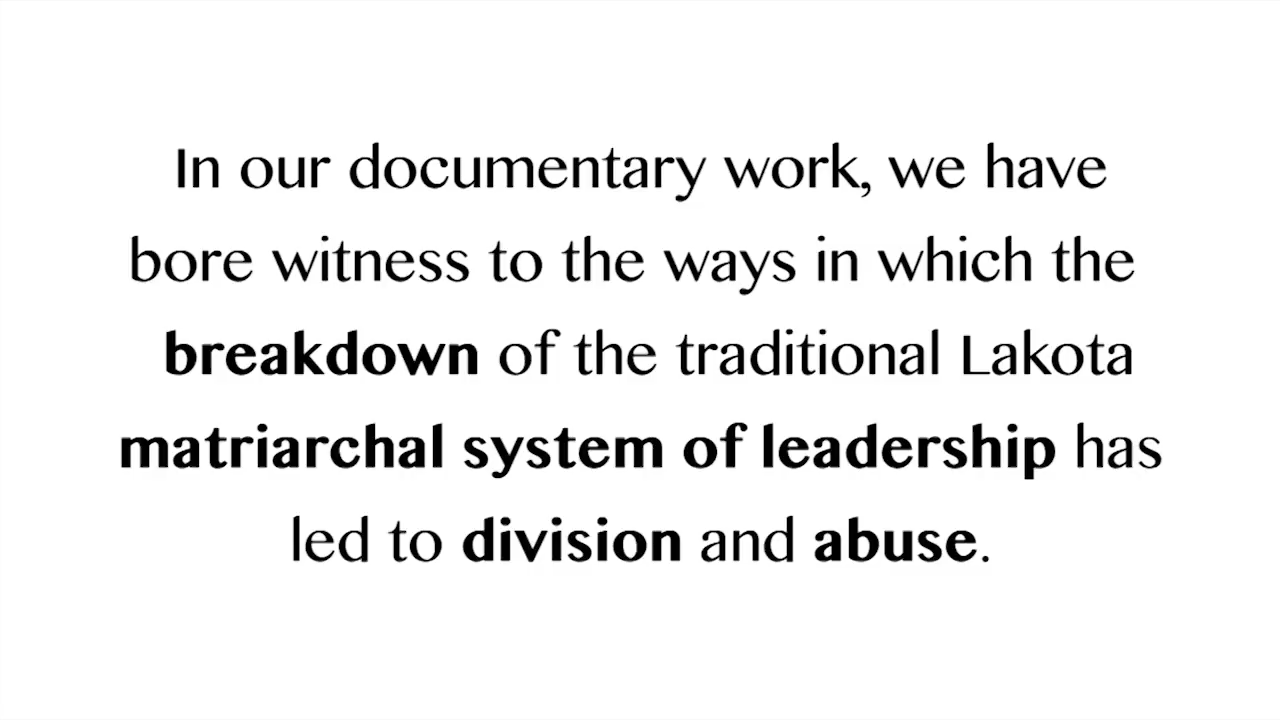 In our documentary work, we have
bore witness to the ways in which the
breakdown of the traditional Lakota
matriarchal system of leadership has
led to division and abuse.